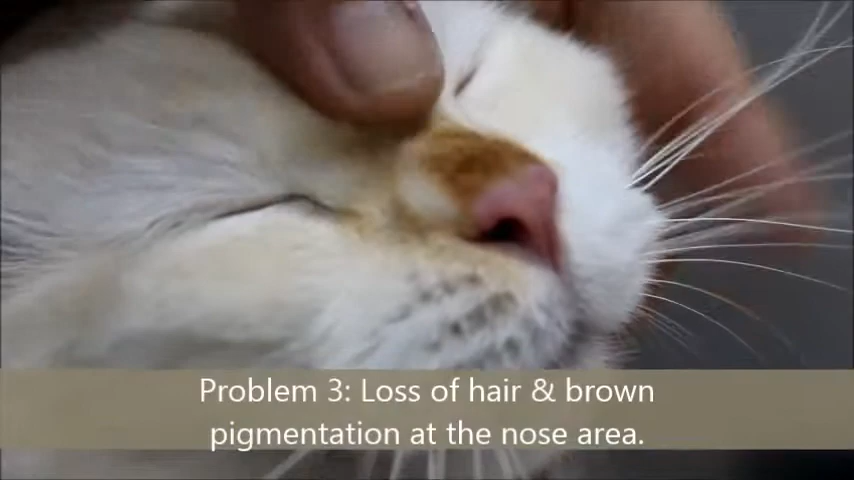 Problem 3: Loss of hair & brown
pigmentation at the nose area.